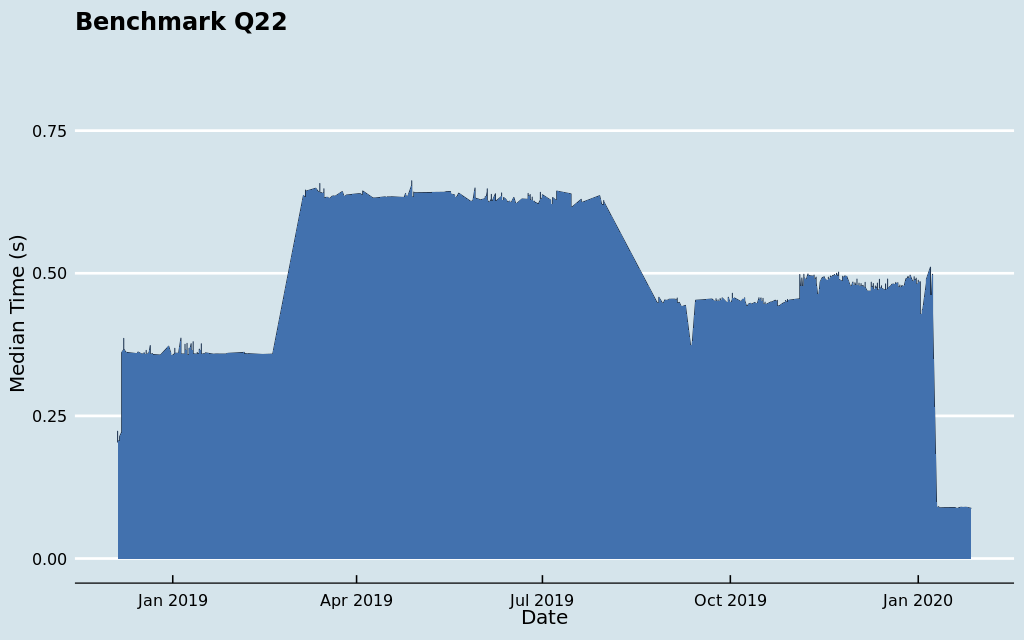 Benchmark Q22
0.75
0.50
0.25
0.00
Median Time (s)
Jan 2019
Apr 2019
Jul 2019
Oct 2019
Jan 2020
Date